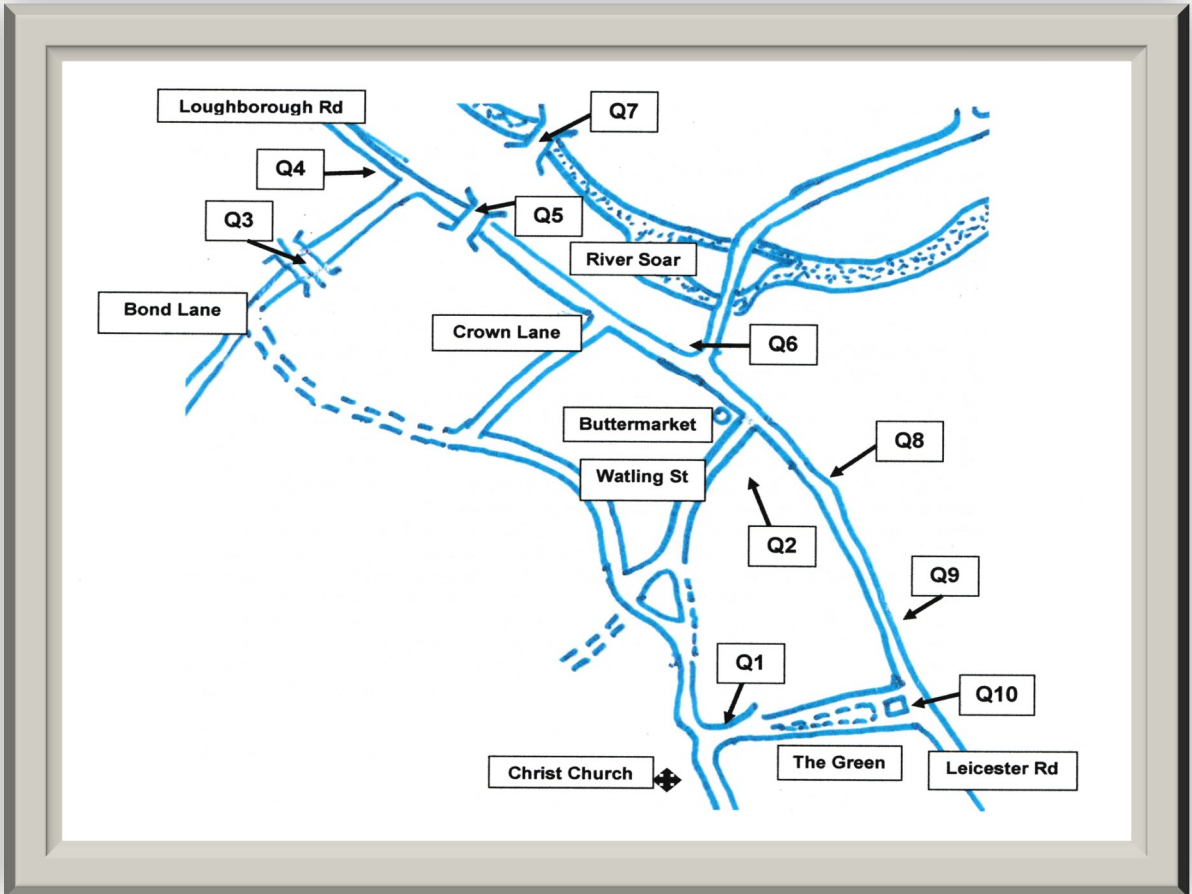 Loughborough Rd
Q7
Q4
Q3
Q5
River Soar
Bond Lane
Crown Lane
Q6
Buttermarket
Q8
Watling St
Q2
Q9
Q1
Q10
The Green
Leicester Rd
Christ Church